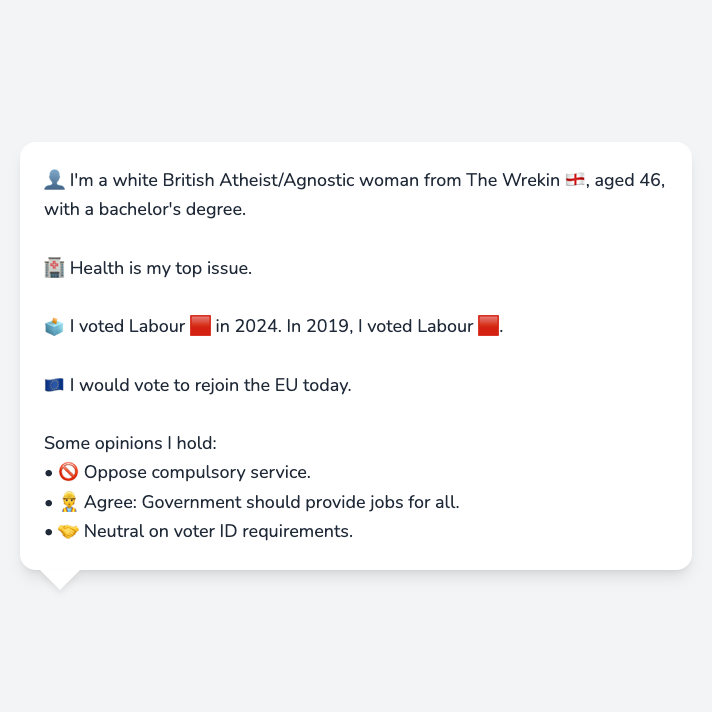 👤 I'm a white British Atheist/Agnostic woman from The Wrekin 🏴󠁧󠁢󠁥󠁮󠁧󠁿, aged 46,
with a bachelor's degree.
🏥 Health is my top issue.
🗳️ I voted Labour 🟥 in 2024. In 2019, I voted Labour 🟥.
🇪🇺 I would vote to rejoin the EU today.
Some opinions I hold:
• 🚫 Oppose compulsory service.
• 👷 Agree: Government should provide jobs for all.
• 🤝 Neutral on voter ID requirements.